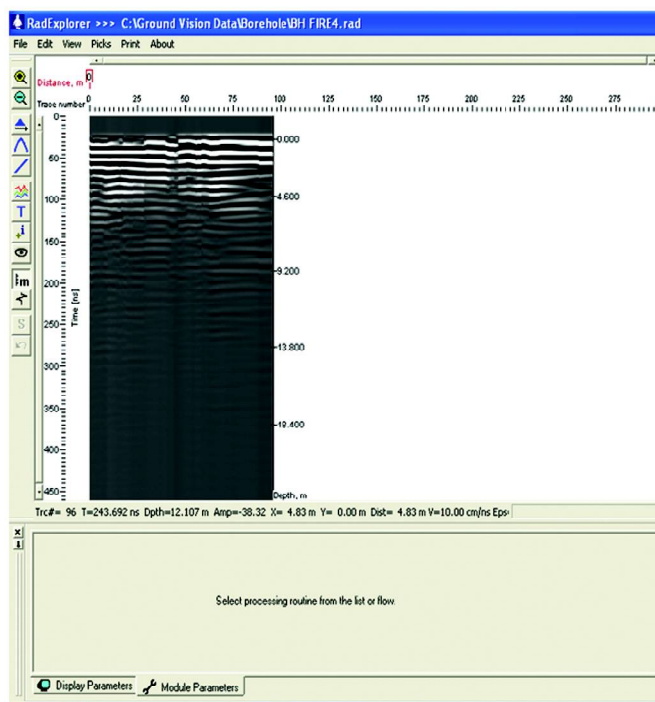 RadExplorer >>> C:\Ground Vision Data\Borehole\BH FIRE4.rad
File Edit View Picks Print About
Distance, m 0
Trace number 0 25 50 75 100 125 150 175 200 225 250 275
0
50
100
150
200
250
300
350
400
450
Time [ns]
0.000
4.600
9.200
13.800
18.400
Depth, m
T
i
m
S
Trc#= 96 T=243.692 ns Dpth=12.107 m Amp=-38.32 X= 4.83 m Y= 0.00 m Dist= 4.83 m V=10.00 cm/ns Eps
Select processing routine from the list or flow.
Display Parameters Module Parameters